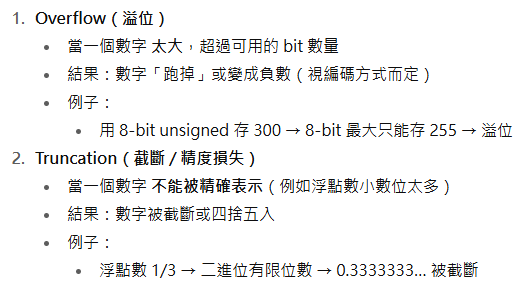 1. Overflow（溢位）
• 當一個數字 太大，超過可用的 bit 數量
• 結果：數字「跑掉」或變成負數（視編碼方式而定）
• 例子：
• 用 8-bit unsigned 存 300 → 8-bit 最大只能存 255 → 溢位
2. Truncation（截斷 / 精度損失）
• 當一個數字 不能被精確表示（例如浮點數小數位太多）
• 結果：數字被截斷或四捨五入
• 例子：
• 浮點數 1/3 → 二進位有限位數 → 0.3333333... 被截斷